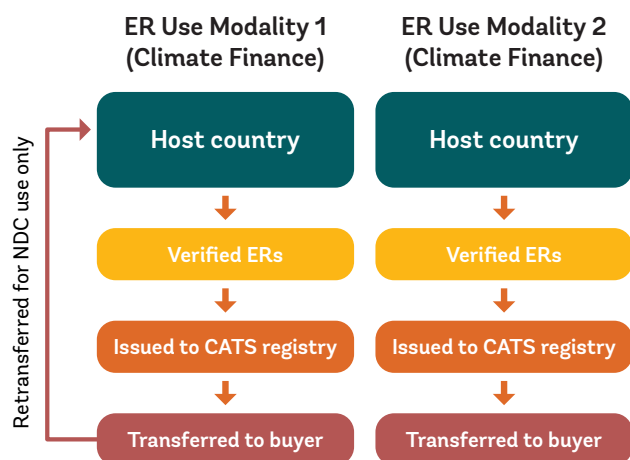 ER Use Modality 1
(Climate Finance)
Host country
Verified ERs
Issued to CATS registry
Transferred to buyer
Retransferred for NDC use only
ER Use Modality 2
(Climate Finance)
Host country
Verified ERs
Issued to CATS registry
Transferred to buyer